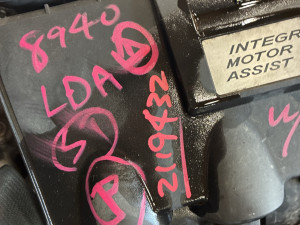 8940
LDA A
P
2119432
INTEGR
MOTOR
ASSIST